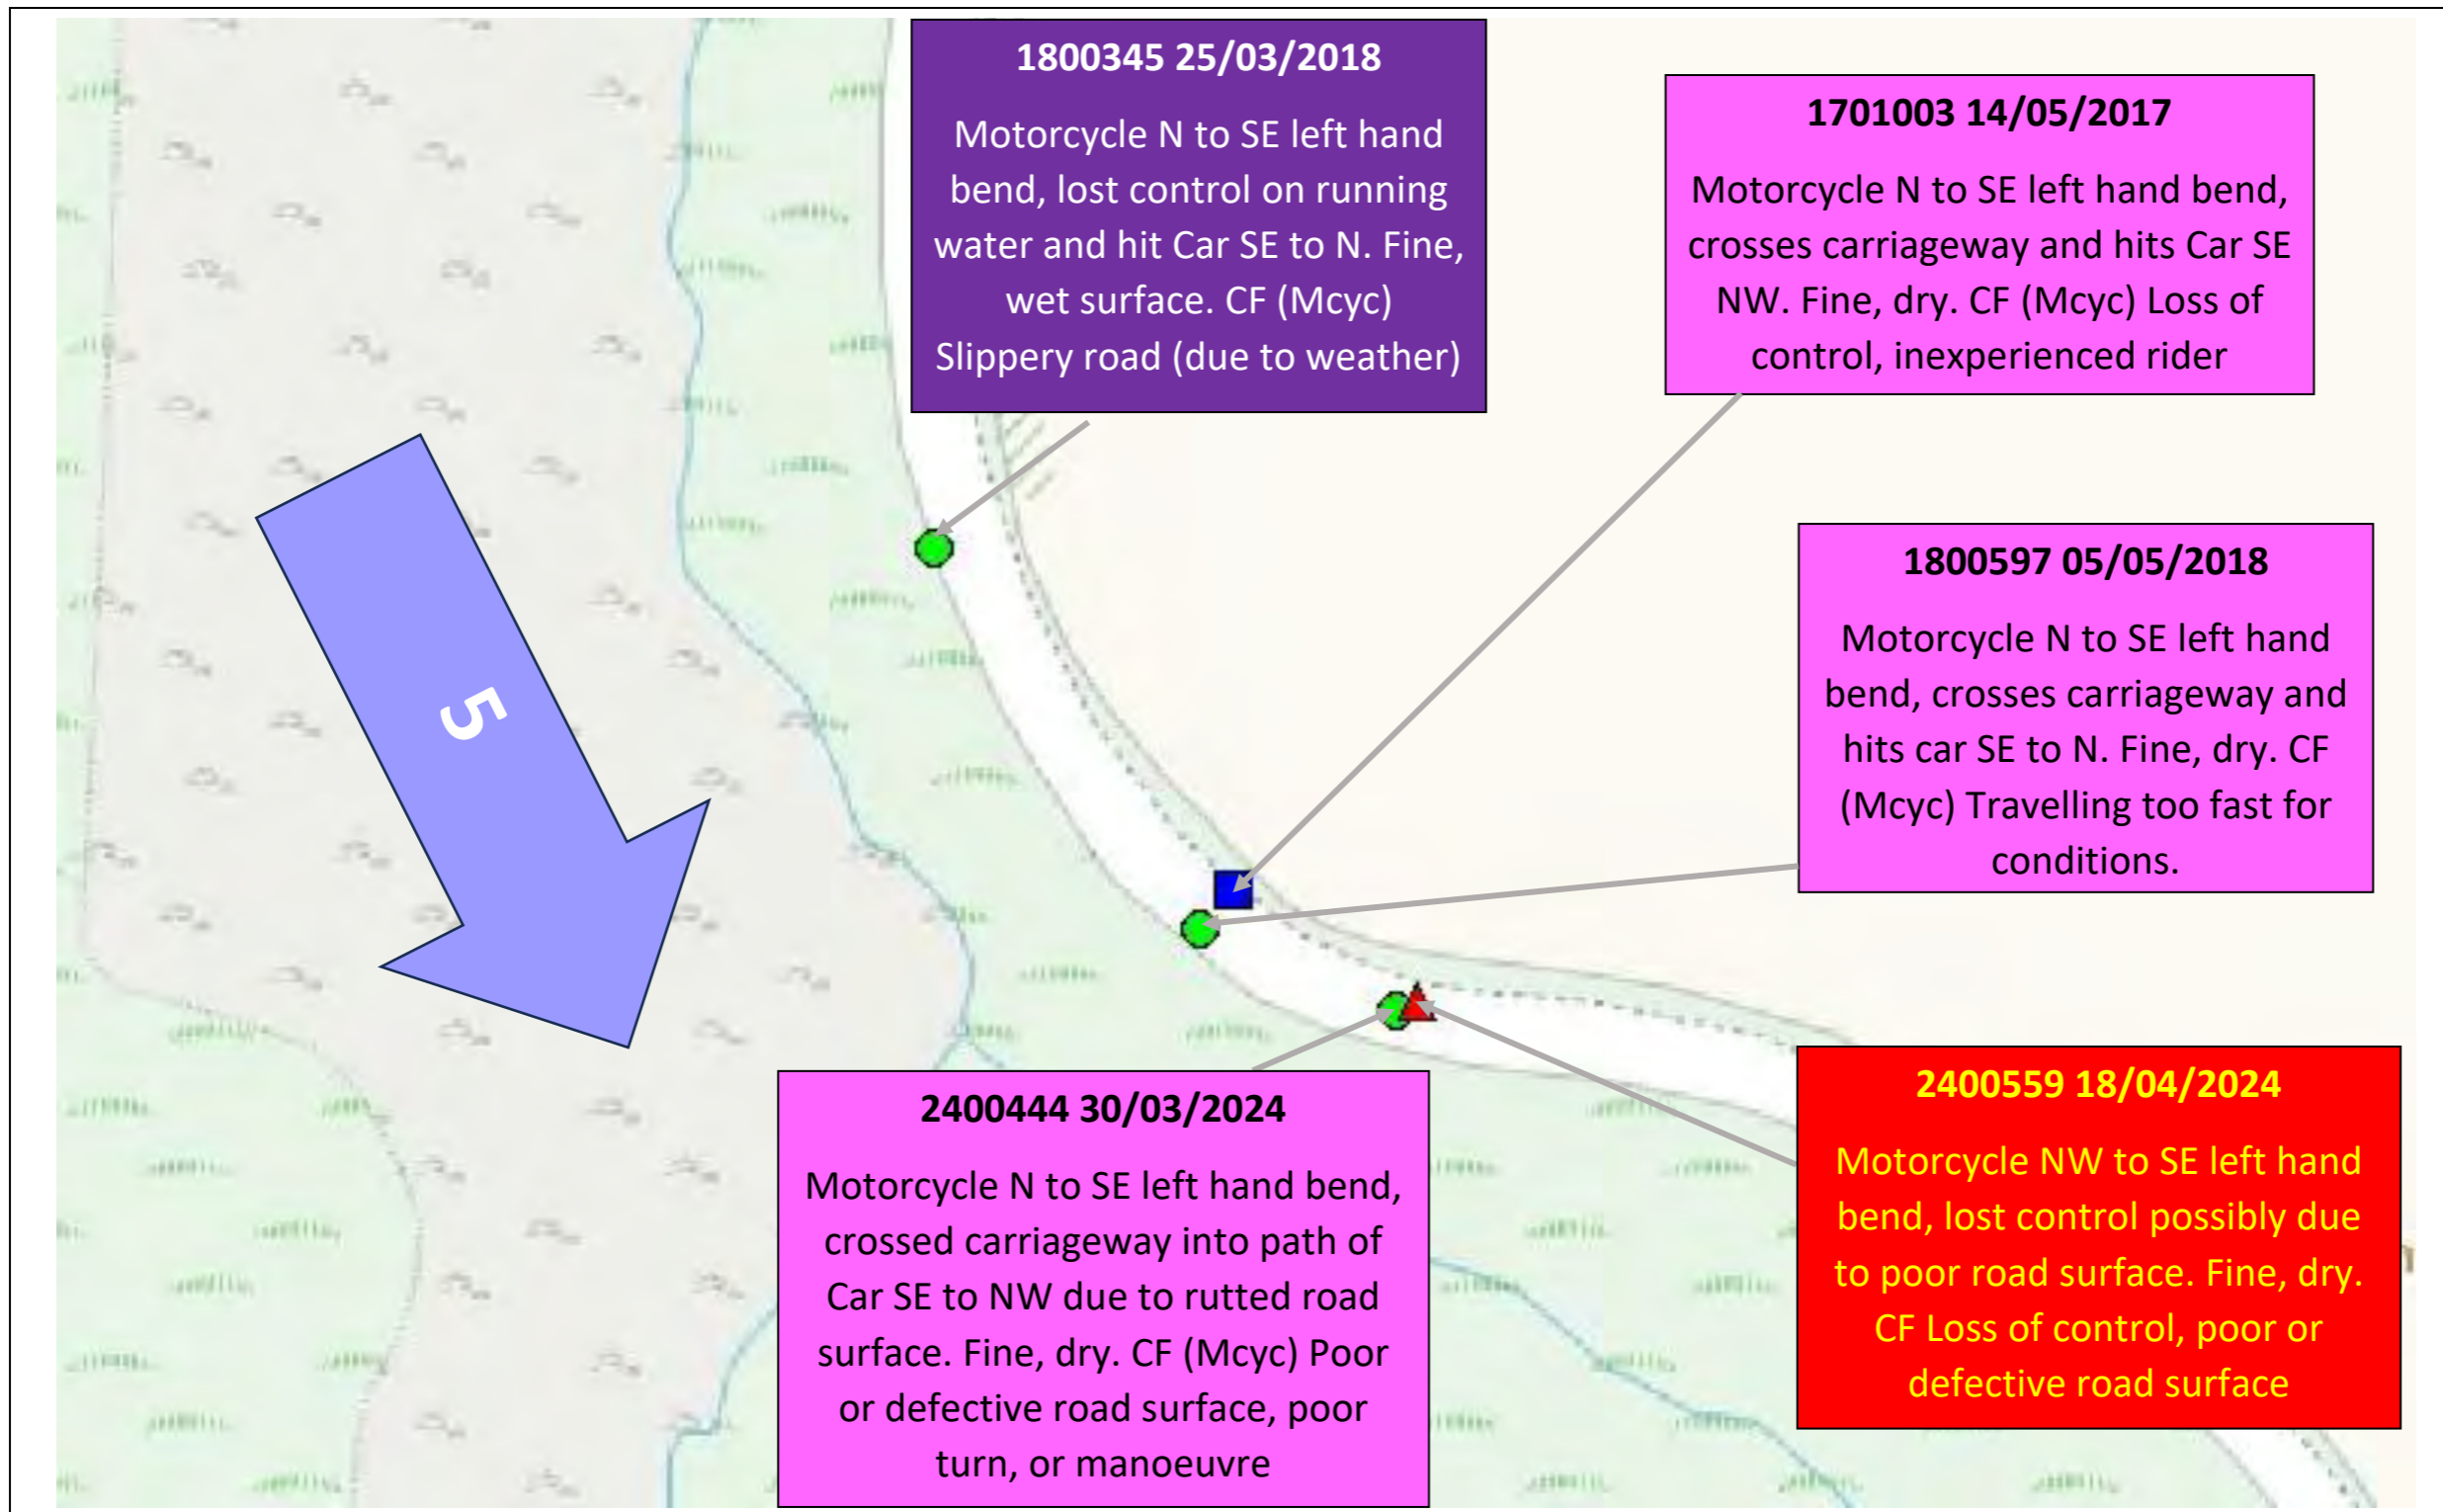 1800345 25/03/2018
Motorcycle N to SE left hand
bend, lost control on running
water and hit Car SE to N. Fine,
wet surface. CF (Mcyc)
Slippery road (due to weather)
1701003 14/05/2017
Motorcycle N to SE left hand bend,
crosses carriageway and hits Car SE
NW. Fine, dry. CF (Mcyc) Loss of
control, inexperienced rider
1800597 05/05/2018
Motorcycle N to SE left hand
bend, crosses carriageway and
hits car SE to N. Fine, dry. CF
(Mcyc) Travelling too fast for
conditions.
5
2400444 30/03/2024
Motorcycle N to SE left hand bend,
crossed carriageway into path of
Car SE to NW due to rutted road
surface. Fine, dry. CF (Mcyc) Poor
or defective road surface, poor
turn, or manoeuvre
2400559 18/04/2024
Motorcycle NW to SE left hand
bend, lost control possibly due
to poor road surface. Fine, dry.
CF Loss of control, poor or
defective road surface